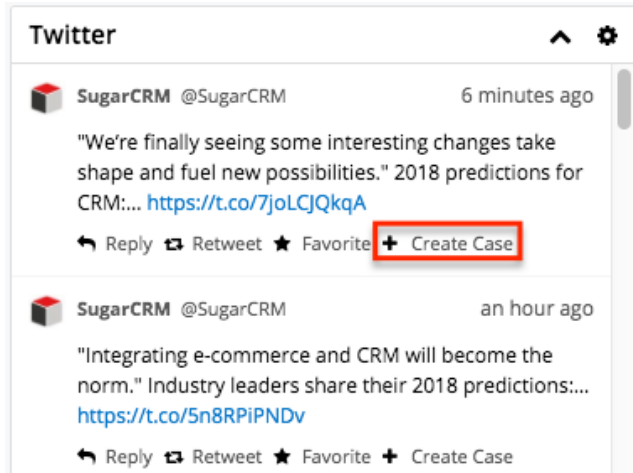 Twitter
SugarCRM @SugarCRM 6 minutes ago
"We’re finally seeing some interesting changes take
shape and fuel new possibilities." 2018 predictions for
CRM:... https://t.co/7joLCJQkqA
Reply Retweet Favorite Create Case
SugarCRM @SugarCRM an hour ago
"Integrating e-commerce and CRM will become the
norm." Industry leaders share their 2018 predictions:...
https://t.co/5n8RPiPNDv
Reply Retweet Favorite Create Case